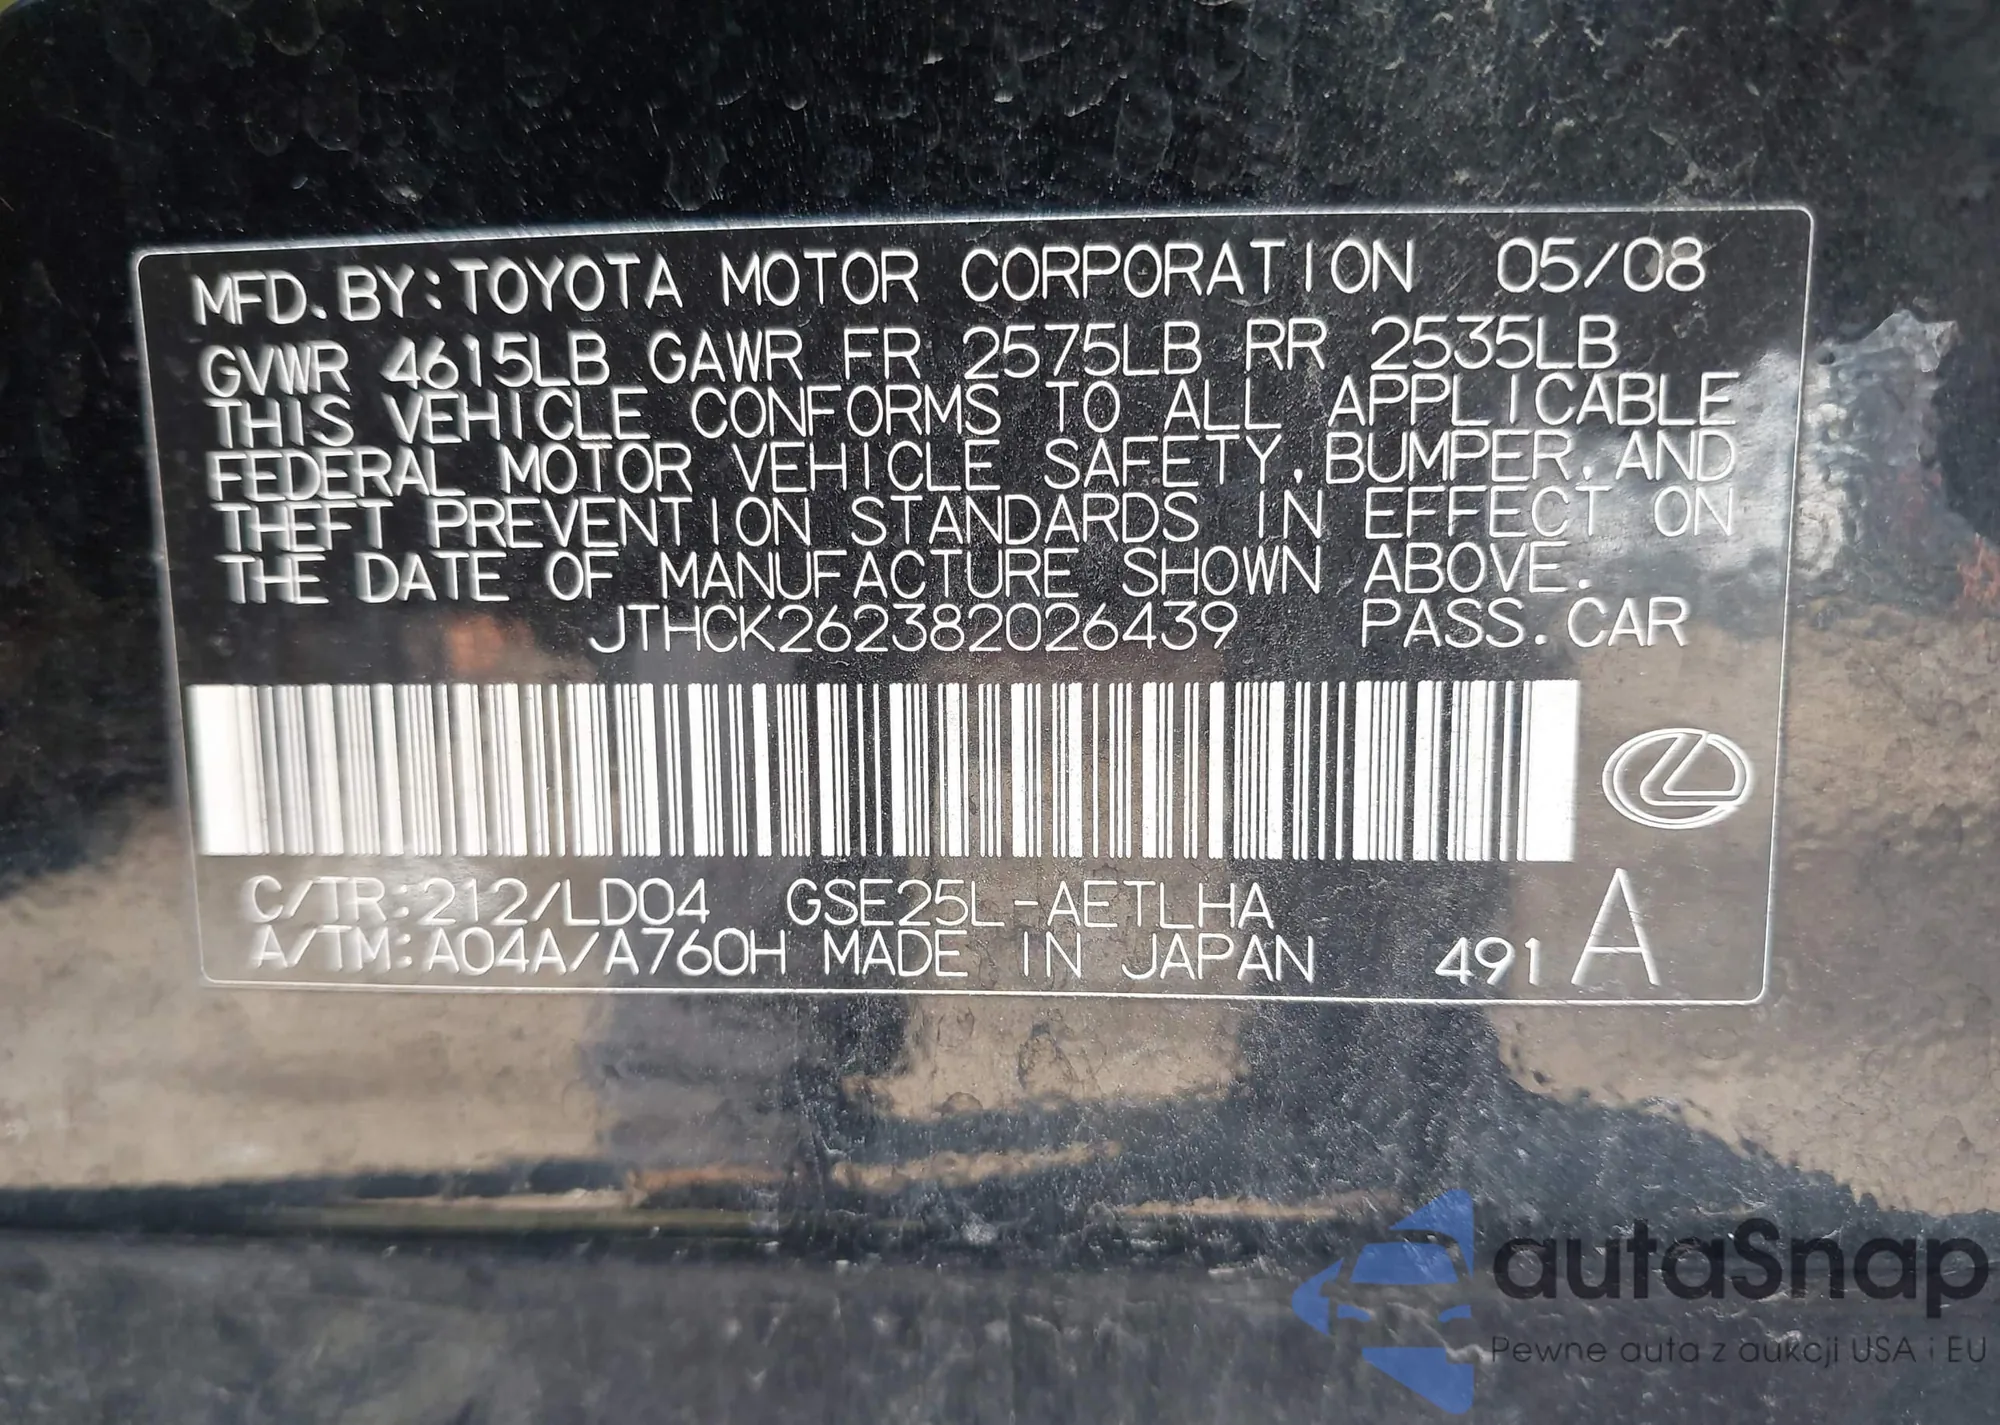 MFD. BY: TOYOTA MOTOR CORPORATION 05/08
GVWR 4615LB GAWR FR 2575LB RR 2535LB
THIS VEHICLE CONFORMS TO ALL APPLICABLE
FEDERAL MOTOR VEHICLE SAFETY, BUMPER, AND
THEFT PREVENTION STANDARDS IN EFFECT ON
THE DATE OF MANUFACTURE SHOWN ABOVE.
JTHCK262382026439 PASS. CAR
C/TR: 212/LD04 GSE25L-AETLHA
A/TM: A04A/A760H MADE IN JAPAN 491 A
autaSnap
Pewne auta z aukcji USA i EU